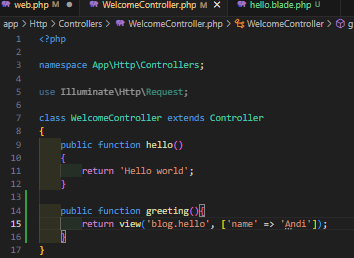 web.php M
WelcomeController.php M
hello.blade.php U
app > Http > Controllers > WelcomeController.php > WelcomeController > g
1 <?php
2
3 namespace App\Http\Controllers;
4
5 use Illuminate\Http\Request;
6
7 class WelcomeController extends Controller
8 {
9 public function hello()
10 {
11 return 'Hello world';
12 }
13
14 public function greeting(){
15 return view('blog.hello', ['name' => 'Andi']);
16 }
17 }